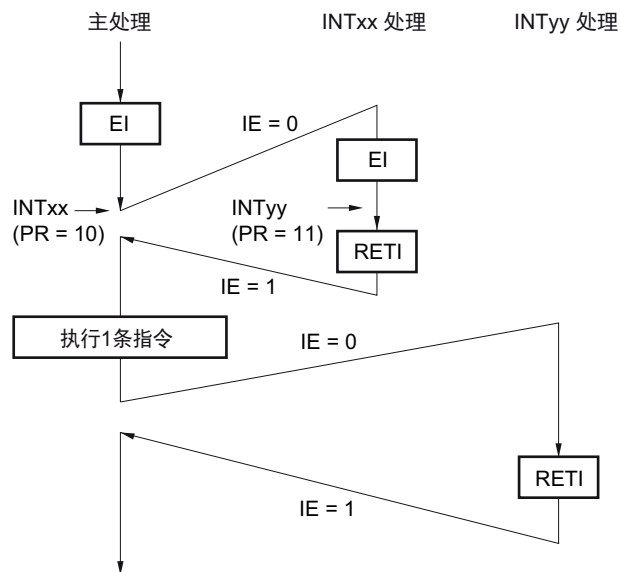 主处理
INTxx 处理
INTyy 处理
EI
IE = 0
EI
INTxx
(PR = 10)
INTyy
(PR = 11)
RETI
IE = 1
执行1条指令
IE = 0
RETI
IE = 1